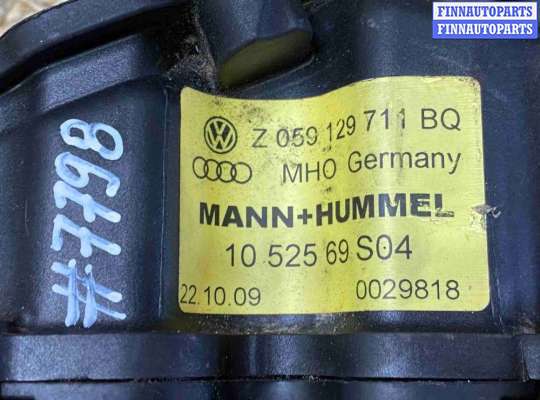 FINNAUTOPARTS
FINNAUTOPARTS
Z 059 129 711 BQ
MHO Germany
MANN+HUMMEL
10 525 69 S04
22.10.09 0029818
#7798